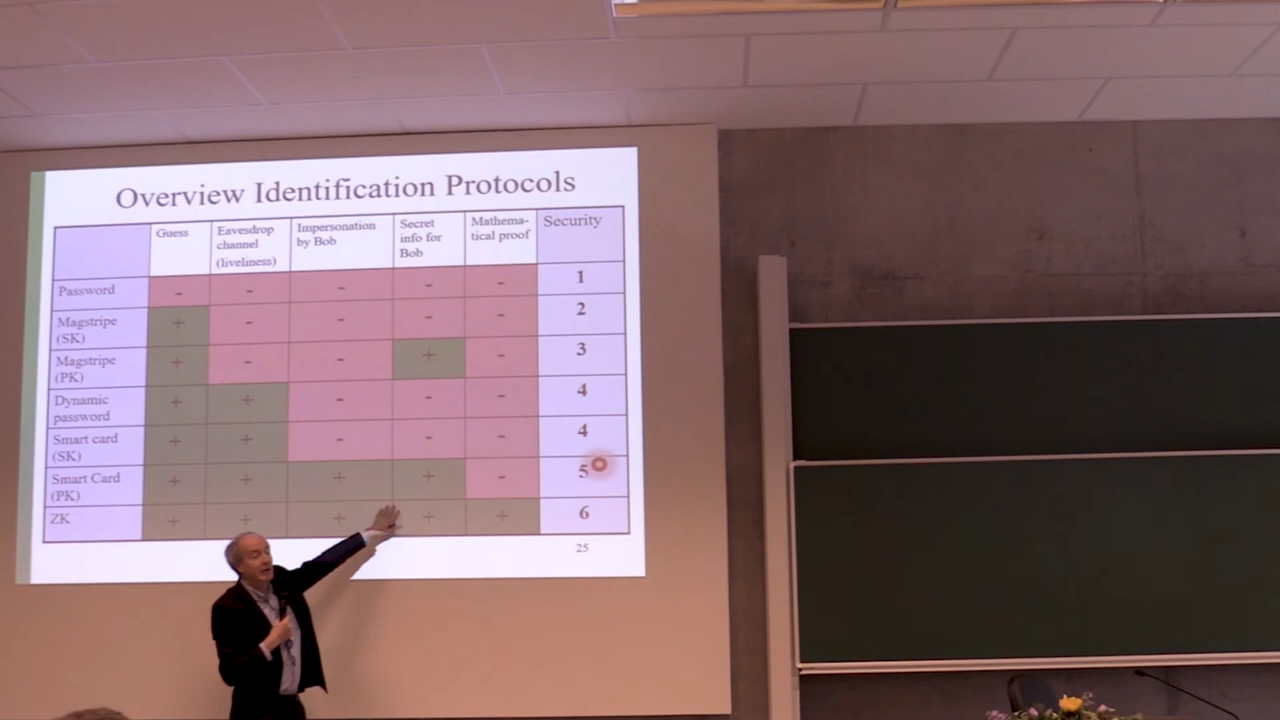 Overview Identification Protocols
Guess Eavesdrop channel (liveliness) Impersonation by Bob Secret info for Bob Mathema-tical proof Security
Password - - - - - 1
Magstripe (SK) + - - - - 2
Magstripe (PK) + - - + - 3
Dynamic password + + - - - 4
Smart card (SK) + + - - - 4
Smart Card (PK) + + + + - 5
ZK + + + + + 6
25